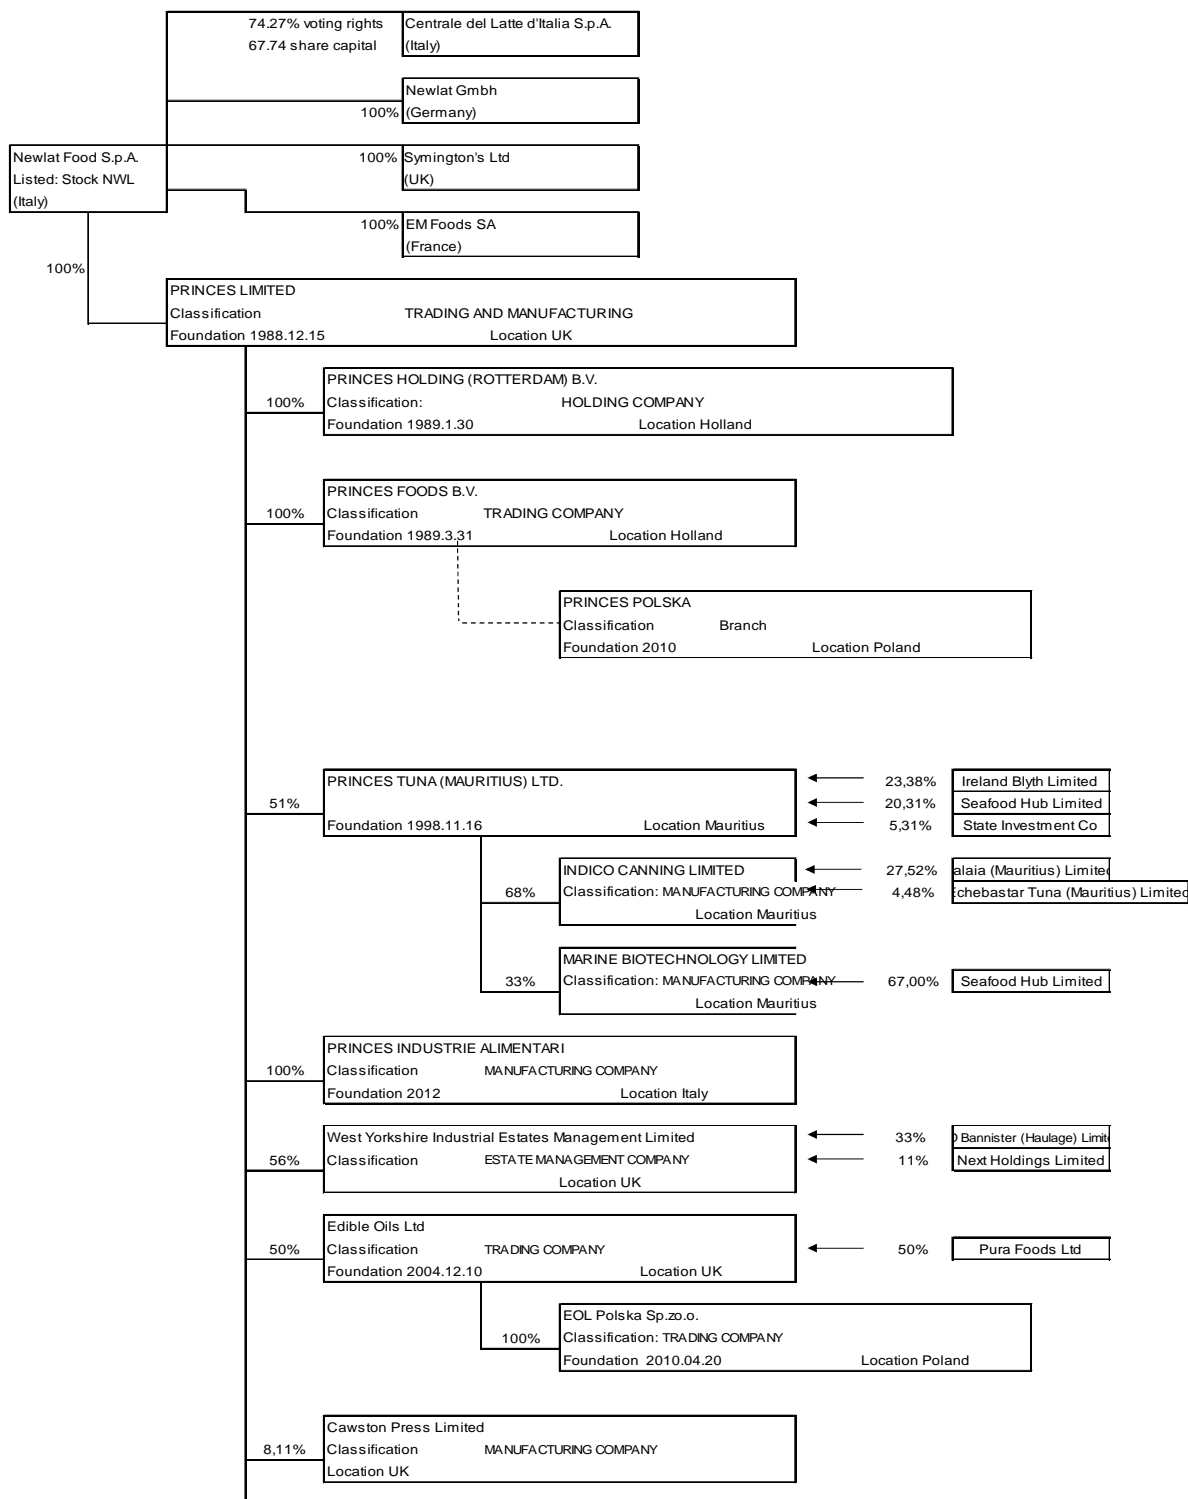 74.27% voting rights Centrale del Latte d'Italia S.p.A.
67.74 share capital (Italy)
Newlat Gmbh
100% (Germany)
Newlat Food S.p.A. 100% Symington's Ltd
Listed: Stock NWL (UK)
(Italy)
100% EM Foods SA
(France)
100%
PRINCES LIMITED
Classification TRADING AND MANUFACTURING
Foundation 1988.12.15 Location UK
PRINCES HOLDING (ROTTERDAM) B.V.
100% Classification: HOLDING COMPANY
Foundation 1989.1.30 Location Holland
PRINCES FOODS B.V.
100% Classification TRADING COMPANY
Foundation 1989.3.31 Location Holland
PRINCES POLSKA
Classification Branch
Foundation 2010 Location Poland
PRINCES TUNA (MAURITIUS) LTD. 23,38% Ireland Blyth Limited
51% 20,31% Seafood Hub Limited
Foundation 1998.11.16 Location Mauritius 5,31% State Investment Co
INDICO CANNING LIMITED 27,52% alaia (Mauritius) Limited
68% Classification: MANUFACTURING COMPANY 4,48% Echebastar Tuna (Mauritius) Limited
Location Mauritius
MARINE BIOTECHNOLOGY LIMITED
33% Classification: MANUFACTURING COMPANY 67,00% Seafood Hub Limited
Location Mauritius
PRINCES INDUSTRIE ALIMENTARI
100% Classification MANUFACTURING COMPANY
Foundation 2012 Location Italy
West Yorkshire Industrial Estates Management Limited 33% Bannister (Haulage) Limite
56% Classification ESTATE MANAGEMENT COMPANY 11% Next Holdings Limited
Location UK
Edible Oils Ltd
50% Classification TRADING COMPANY 50% Pura Foods Ltd
Foundation 2004.12.10 Location UK
EOL Polska Sp.zo.o.
100% Classification: TRADING COMPANY
Foundation 2010.04.20 Location Poland
Cawston Press Limited
8,11% Classification MANUFACTURING COMPANY
Location UK